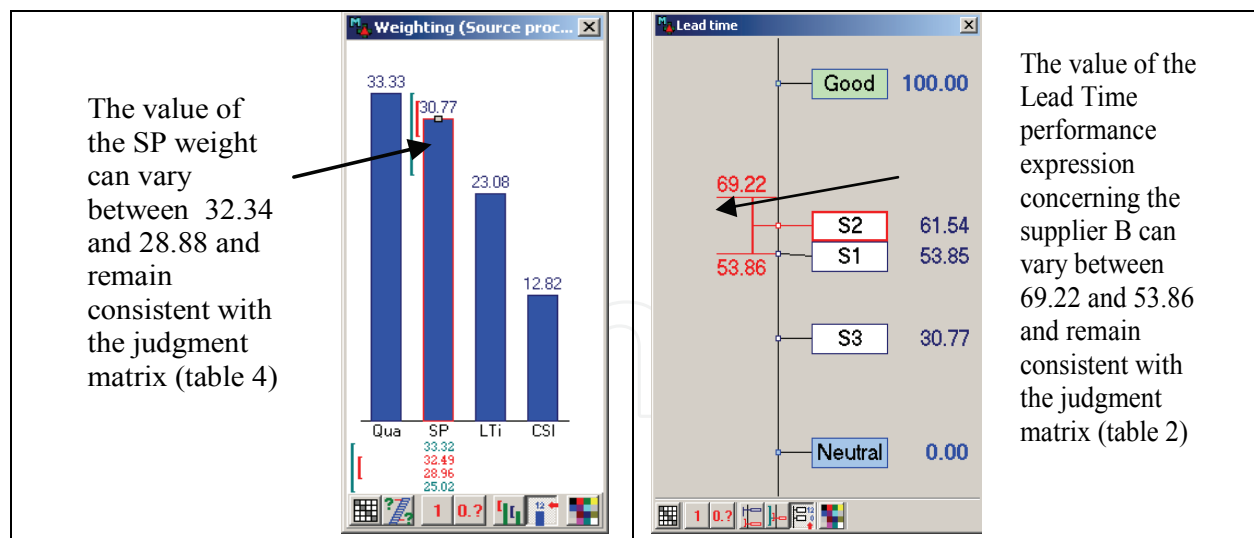 The value of
the SP weight
can vary
between 32.34
and 28.88 and
remain
consistent with
the judgment
matrix (table 4)
Weighting (Source proc...
33.33
30.77
23.08
12.82
Qua SP LTi CSI
33.32
32.49
28.96
25.02
1 0.? 12
Lead time
Good 100.00
69.22
S2 61.54
S1 53.85
53.86
S3 30.77
Neutral 0.00
1 0.?
The value of the
Lead Time
performance
expression
concerning the
supplier B can
vary between
69.22 and 53.86
and remain
consistent with
the judgment
matrix (table 2)